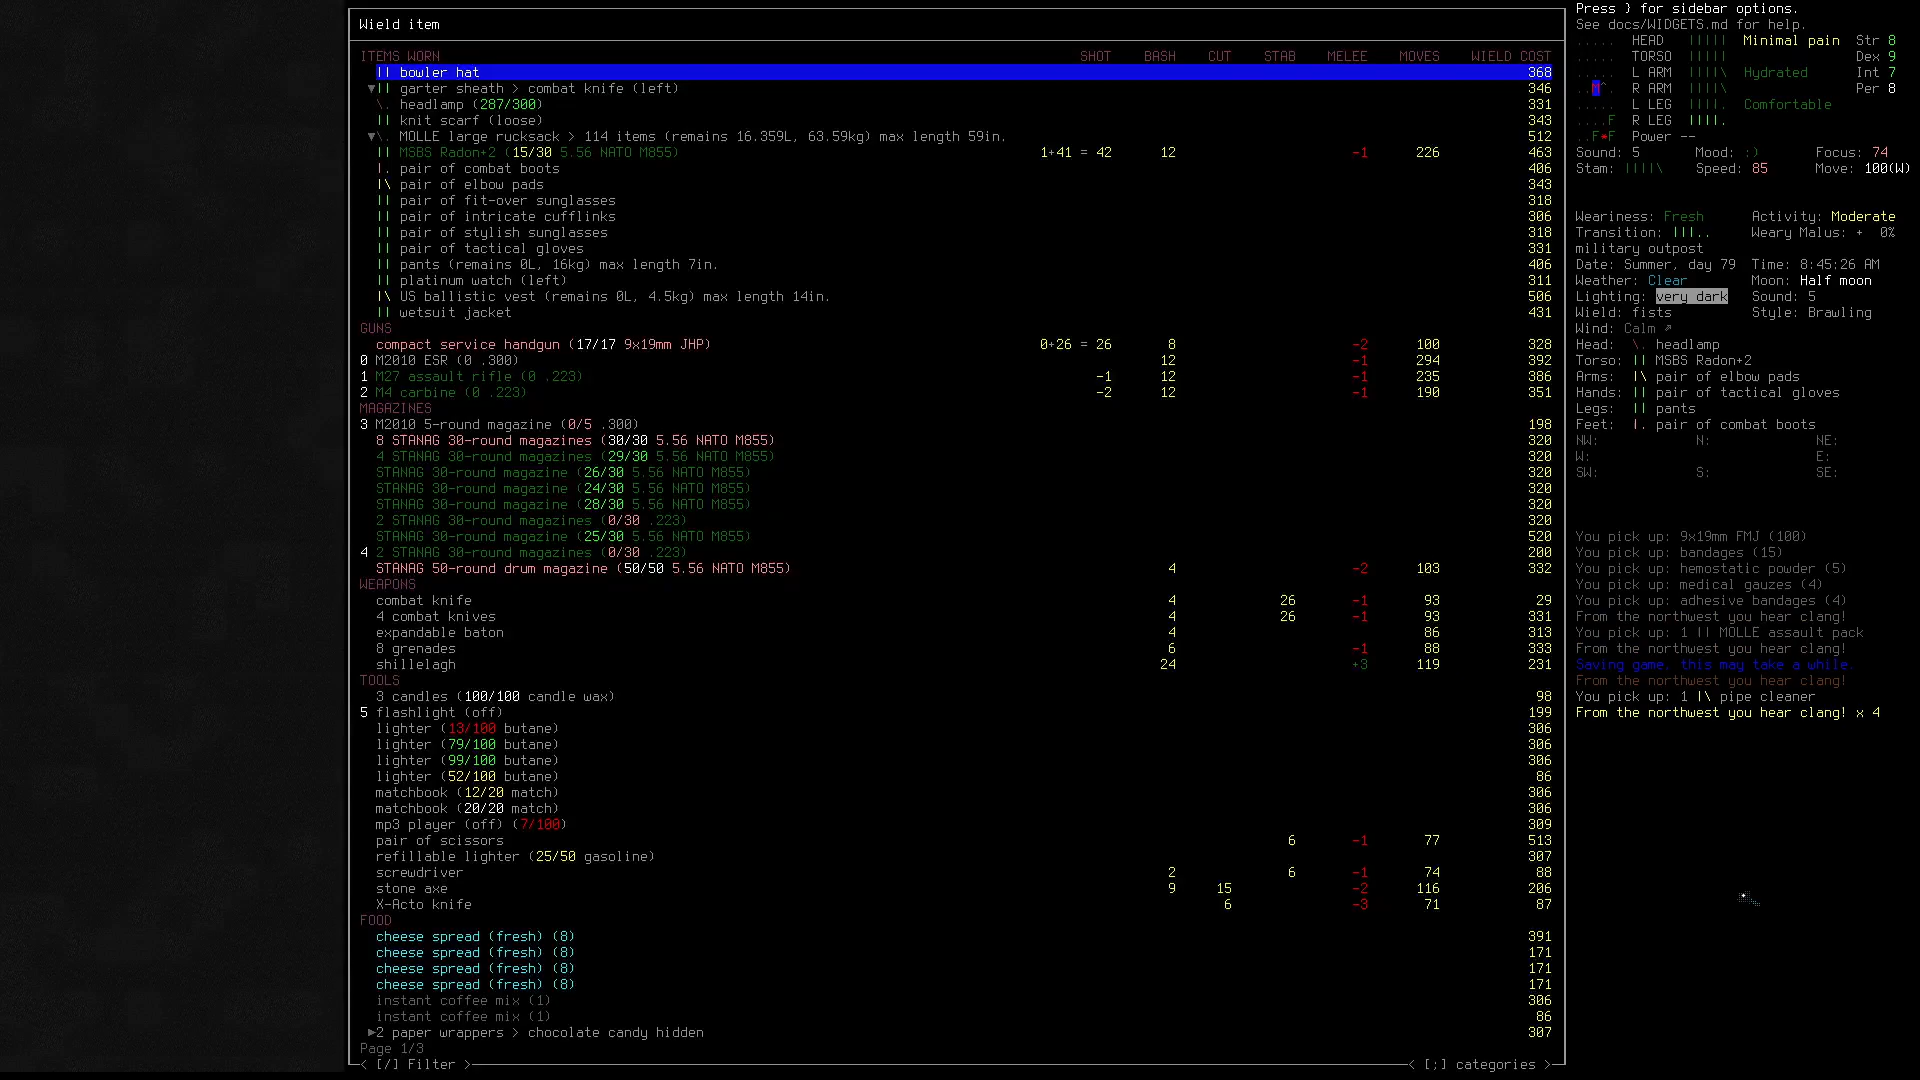 Wield item
ITEMS WORN SHOT BASH CUT STAB MELEE MOVES WIELD COST
|| bowler hat 368
▼|| garter sheath > combat knife (left) 346
\. headlamp (287/300) 331
|| knit scarf (loose) 343
▼\. MOLLE large rucksack > 114 items (remains 16.359L, 63.59kg) max length 59in. 512
|| MSBS Radon+2 (15/30 5.56 NATO M855) 1+41 = 42 12 -1 226 463
|. pair of combat boots 406
|\ pair of elbow pads 343
|| pair of fit-over sunglasses 318
|| pair of intricate cufflinks 306
|| pair of stylish sunglasses 318
|| pair of tactical gloves 331
|| pants (remains 0L, 16kg) max length 7in. 406
|| platinum watch (left) 311
|\ US ballistic vest (remains 0L, 4.5kg) max length 14in. 506
|| wetsuit jacket 431
GUNS
compact service handgun (17/17 9x19mm JHP) 0+26 = 26 8 -2 100 328
0 M2010 ESR (0 .300) 12 -1 294 392
1 M27 assault rifle (0 .223) -1 12 -1 235 386
2 M4 carbine (0 .223) -2 12 -1 190 351
MAGAZINES
3 M2010 5-round magazine (0/5 .300) 198
8 STANAG 30-round magazines (30/30 5.56 NATO M855) 320
4 STANAG 30-round magazines (29/30 5.56 NATO M855) 320
STANAG 30-round magazine (26/30 5.56 NATO M855) 320
STANAG 30-round magazine (24/30 5.56 NATO M855) 320
STANAG 30-round magazine (28/30 5.56 NATO M855) 320
2 STANAG 30-round magazines (0/30 .223) 320
STANAG 30-round magazine (25/30 5.56 NATO M855) 520
4 2 STANAG 30-round magazines (0/30 .223) 200
STANAG 50-round drum magazine (50/50 5.56 NATO M855) 4 -2 103 332
WEAPONS
combat knife 4 26 -1 93 29
4 combat knives 4 26 -1 93 331
expandable baton 4 86 313
8 grenades 6 -1 88 333
shillelagh 24 +3 119 231
TOOLS
3 candles (100/100 candle wax) 98
5 flashlight (off) 199
lighter (13/100 butane) 306
lighter (79/100 butane) 306
lighter (99/100 butane) 306
lighter (52/100 butane) 86
matchbook (12/20 match) 306
matchbook (20/20 match) 306
mp3 player (off) (7/100) 309
pair of scissors 6 -1 77 513
refillable lighter (25/50 gasoline) 307
screwdriver 2 6 -1 74 88
stone axe 9 15 -2 116 206
X-Acto knife 6 -3 71 87
FOOD
cheese spread (fresh) (8) 391
cheese spread (fresh) (8) 171
cheese spread (fresh) (8) 171
cheese spread (fresh) (8) 171
instant coffee mix (1) 306
instant coffee mix (1) 86
▶2 paper wrappers > chocolate candy hidden 307
Page 1/3
< [/] Filter > < [;] categories >
Press } for sidebar options.
See docs/WIDGETS.md for help.
..... HEAD ||||| Minimal pain Str 8
..... TORSO ||||| Dex 9
..... L ARM ||||\ Hydrated Int 7
R ARM ||||\ Per 8
..... L LEG ||||. Comfortable
....F R LEG ||||.
..F*F Power --
Sound: 5 Mood: :) Focus: 74
Stam: ||||\ Speed: 85 Move: 100(W)
Weariness: Fresh Activity: Moderate
Transition: |||.. Weary Malus: + 0%
military outpost
Date: Summer, day 79 Time: 8:45:26 AM
Weather: Clear Moon: Half moon
Lighting: very dark Sound: 5
Wield: fists Style: Brawling
Wind: Calm ⇗
Head: \. headlamp
Torso: || MSBS Radon+2
Arms: |\ pair of elbow pads
Hands: || pair of tactical gloves
Legs: || pants
Feet: |. pair of combat boots
NW: N: NE:
W: E:
SW: S: SE:
You pick up: 9x19mm FMJ (100)
You pick up: bandages (15)
You pick up: hemostatic powder (5)
You pick up: medical gauzes (4)
You pick up: adhesive bandages (4)
From the northwest you hear clang!
You pick up: 1 || MOLLE assault pack
From the northwest you hear clang!
Saving game, this may take a while.
From the northwest you hear clang!
You pick up: 1 |\ pipe cleaner
From the northwest you hear clang! x 4